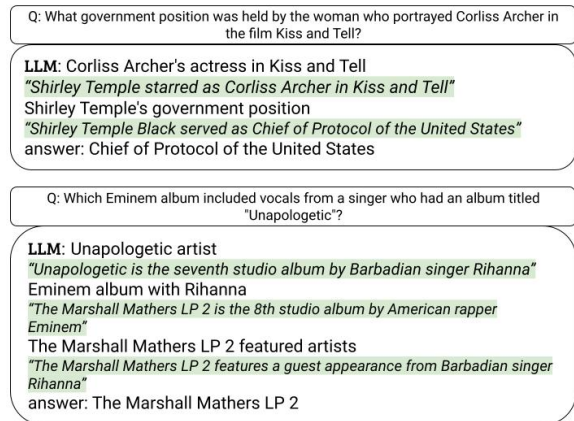 Q: What government position was held by the woman who portrayed Corliss Archer in
the film Kiss and Tell?
LLM: Corliss Archer's actress in Kiss and Tell
“Shirley Temple starred as Corliss Archer in Kiss and Tell”
Shirley Temple's government position
“Shirley Temple Black served as Chief of Protocol of the United States”
answer: Chief of Protocol of the United States
Q: Which Eminem album included vocals from a singer who had an album titled
"Unapologetic"?
LLM: Unapologetic artist
“Unapologetic is the seventh studio album by Barbadian singer Rihanna”
Eminem album with Rihanna
“The Marshall Mathers LP 2 is the 8th studio album by American rapper
Eminem”
The Marshall Mathers LP 2 featured artists
“The Marshall Mathers LP 2 features a guest appearance from Barbadian singer
Rihanna”
answer: The Marshall Mathers LP 2